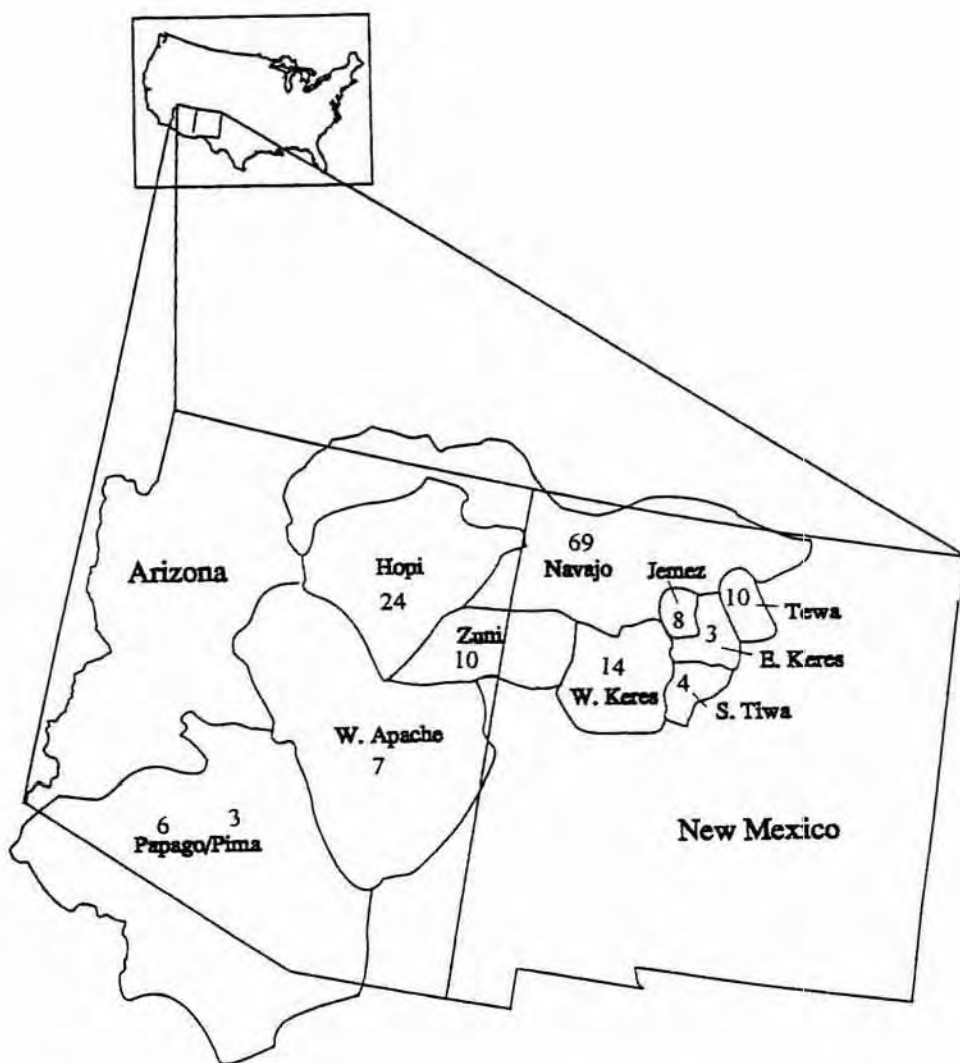 69
Navajo
Jemez
8
10
Tewa
3
E. Keres
4
S. Tiwa
Arizona
Hopi
24
Zuni
10
14
W. Keres
W. Apache
7
6 3
Papago/Pima
New Mexico